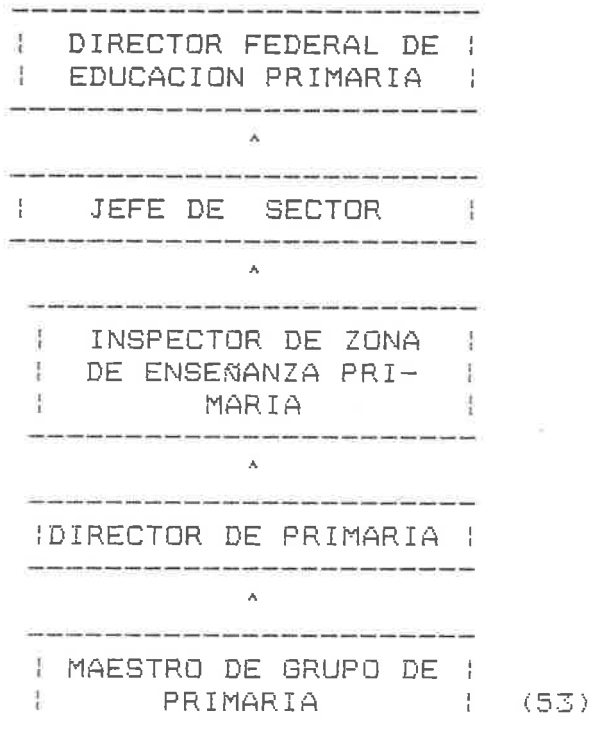 DIRECTOR FEDERAL DE
EDUCACION PRIMARIA
^
JEFE DE SECTOR
^
INSPECTOR DE ZONA
DE ENSEÑANZA PRI-
MARIA
^
DIRECTOR DE PRIMARIA
^
MAESTRO DE GRUPO DE
PRIMARIA (53)